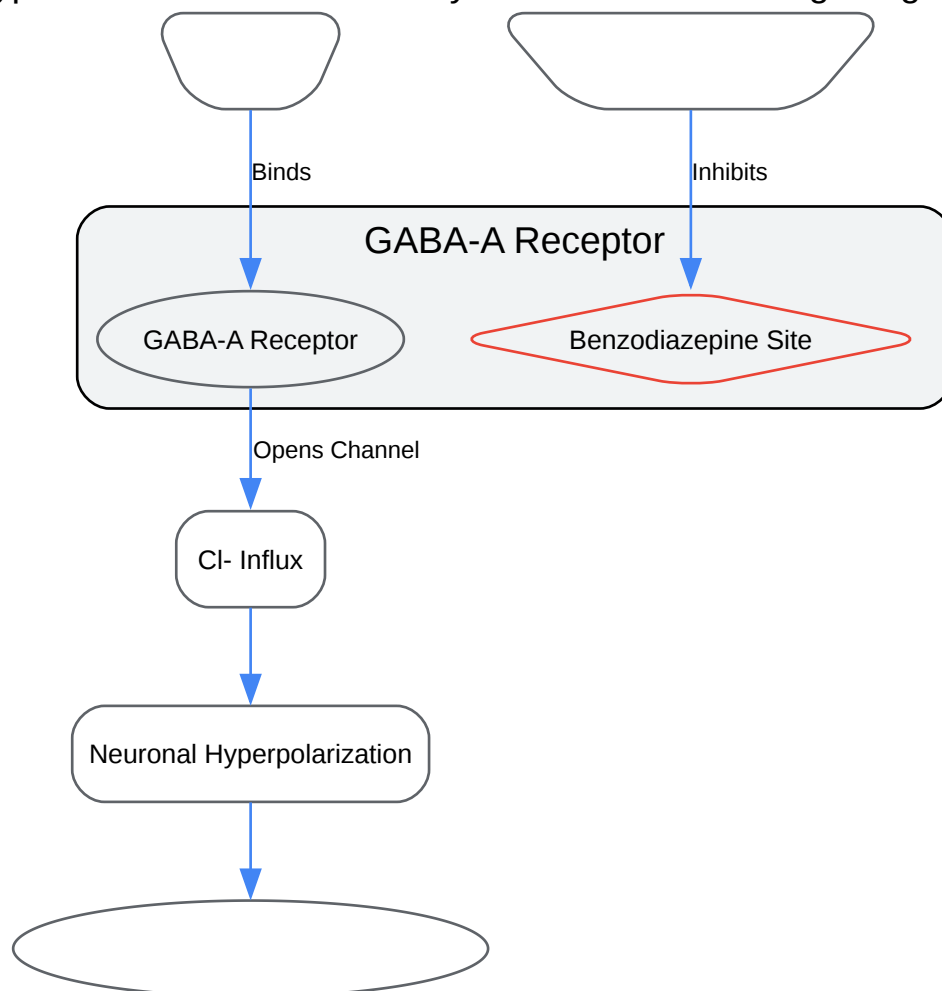 Binds
Inhibits
GABA-A Receptor
GABA-A Receptor
Benzodiazepine Site
Opens Channel
Cl- Influx
Neuronal Hyperpolarization